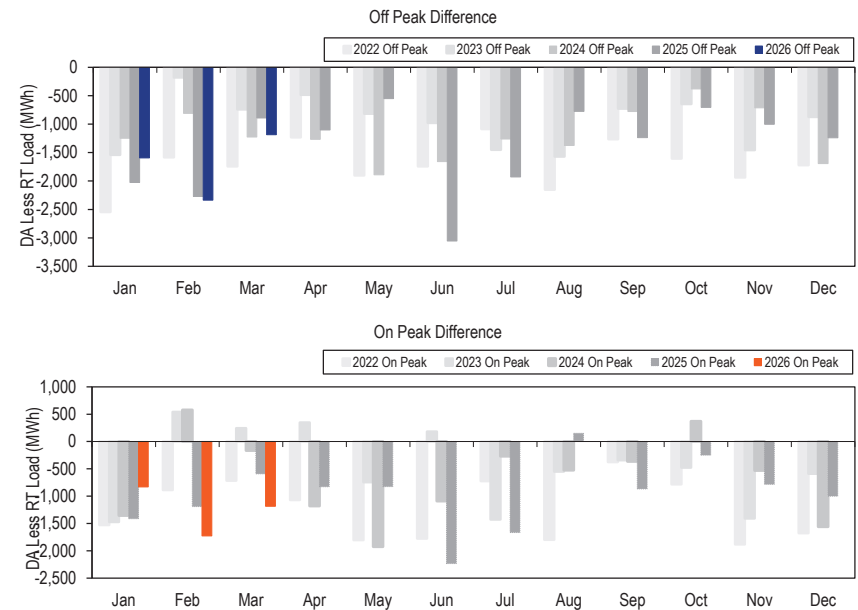 Off Peak Difference
2022 Off Peak 2023 Off Peak 2024 Off Peak 2025 Off Peak 2026 Off Peak
DA Less RT Load (MWh)
0
-500
-1,000
-1,500
-2,000
-2,500
-3,000
-3,500
Jan Feb Mar Apr May Jun Jul Aug Sep Oct Nov Dec
On Peak Difference
2022 On Peak 2023 On Peak 2024 On Peak 2025 On Peak 2026 On Peak
DA Less RT Load (MWh)
1,000
500
0
-500
-1,000
-1,500
-2,000
-2,500
Jan Feb Mar Apr May Jun Jul Aug Sep Oct Nov Dec